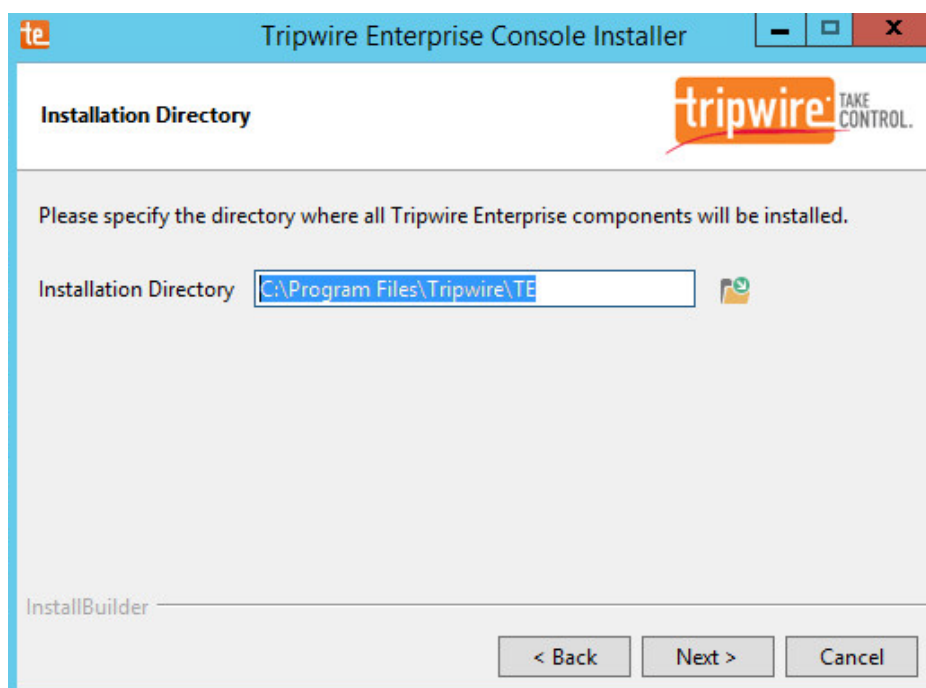 te
Tripwire Enterprise Console Installer
Installation Directory
tripwire TAKE CONTROL.
Please specify the directory where all Tripwire Enterprise components will be installed.
Installation Directory C:\Program Files\Tripwire\TE
InstallBuilder
< Back Next > Cancel